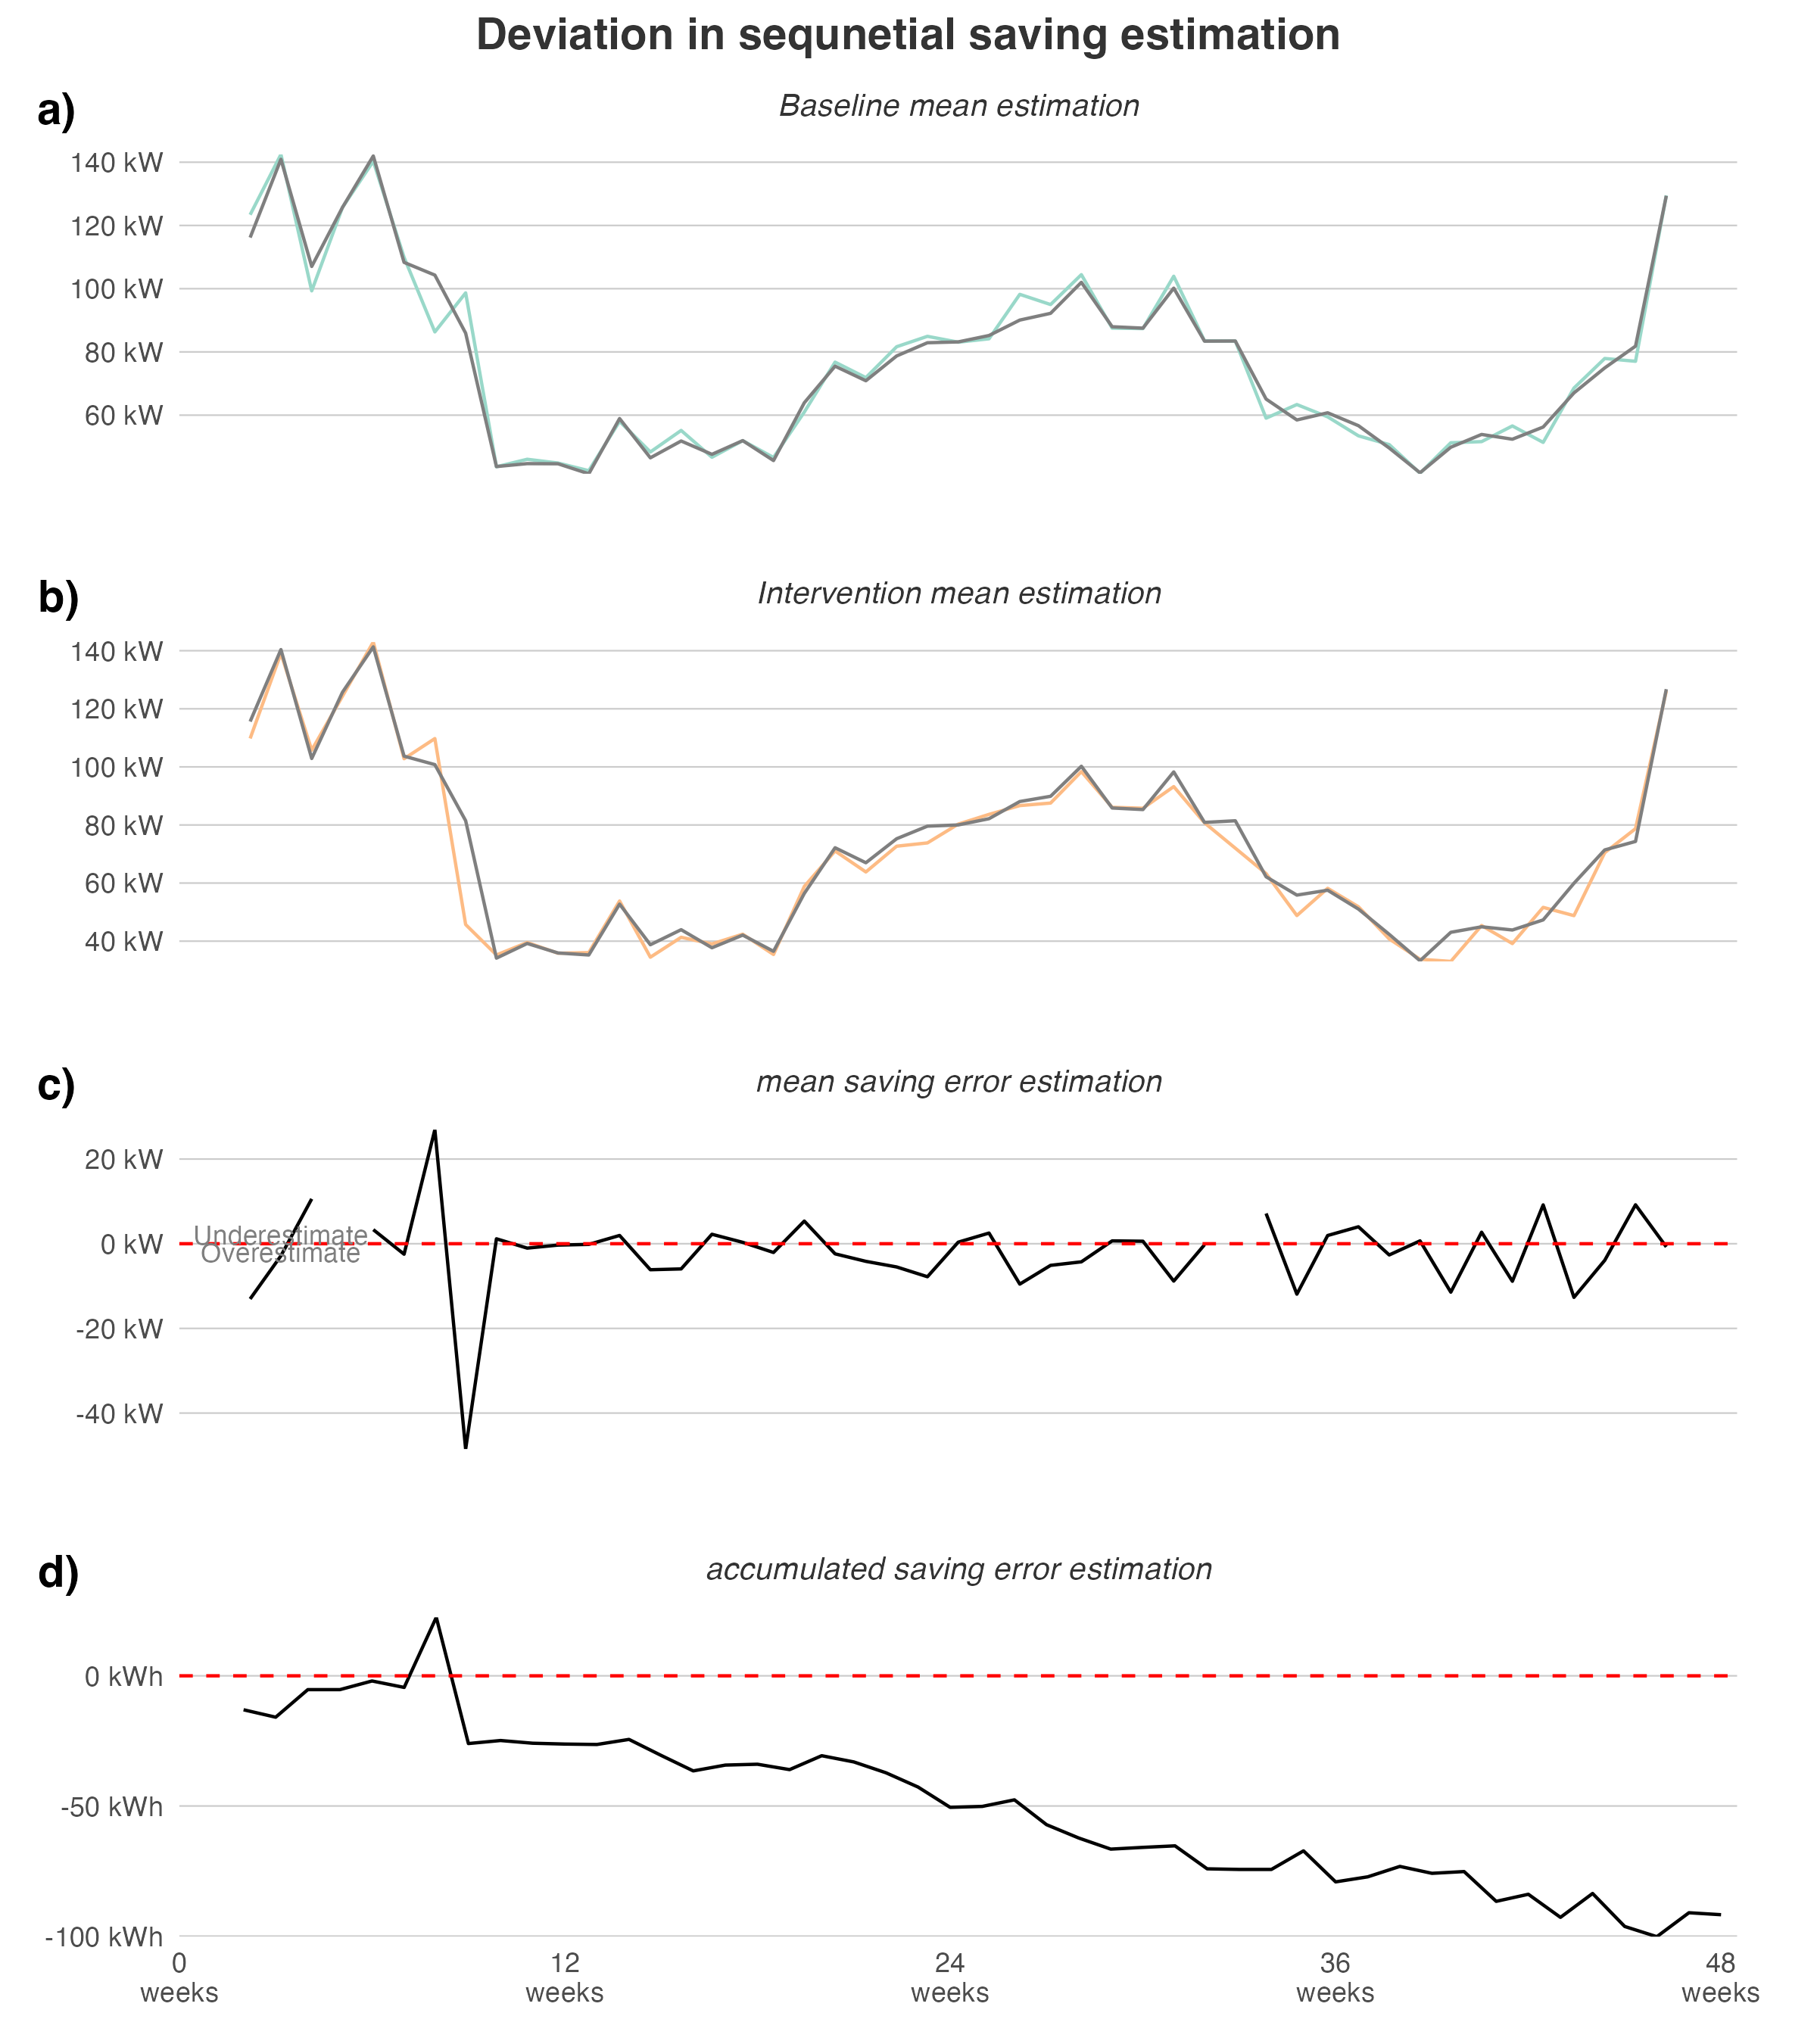 Deviation in sequnetial saving estimation
a)
Baseline mean estimation
140 kW
120 kW
100 kW
80 kW
60 kW
b)
Intervention mean estimation
140 kW
120 kW
100 kW
80 kW
60 kW
40 kW
c)
mean saving error estimation
20 kW
Underestimate
0 kW
Overestimate
-20 kW
-40 kW
d)
accumulated saving error estimation
0 kWh
-50 kWh
-100 kWh
0 12 24 36 48
weeks weeks weeks weeks weeks